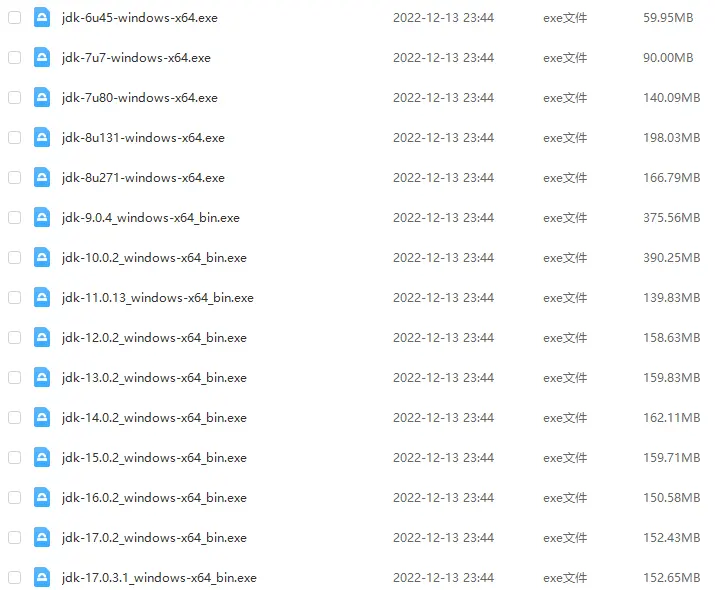 jdk-6u45-windows-x64.exe 2022-12-13 23:44 exe文件 59.95MB
jdk-7u7-windows-x64.exe 2022-12-13 23:44 exe文件 90.00MB
jdk-7u80-windows-x64.exe 2022-12-13 23:44 exe文件 140.09MB
jdk-8u131-windows-x64.exe 2022-12-13 23:44 exe文件 198.03MB
jdk-8u271-windows-x64.exe 2022-12-13 23:44 exe文件 166.79MB
jdk-9.0.4_windows-x64_bin.exe 2022-12-13 23:44 exe文件 375.56MB
jdk-10.0.2_windows-x64_bin.exe 2022-12-13 23:44 exe文件 390.25MB
jdk-11.0.13_windows-x64_bin.exe 2022-12-13 23:44 exe文件 139.83MB
jdk-12.0.2_windows-x64_bin.exe 2022-12-13 23:44 exe文件 158.63MB
jdk-13.0.2_windows-x64_bin.exe 2022-12-13 23:44 exe文件 159.83MB
jdk-14.0.2_windows-x64_bin.exe 2022-12-13 23:44 exe文件 162.11MB
jdk-15.0.2_windows-x64_bin.exe 2022-12-13 23:44 exe文件 159.71MB
jdk-16.0.2_windows-x64_bin.exe 2022-12-13 23:44 exe文件 150.58MB
jdk-17.0.2_windows-x64_bin.exe 2022-12-13 23:44 exe文件 152.43MB
jdk-17.0.3.1_windows-x64_bin.exe 2022-12-13 23:44 exe文件 152.65MB